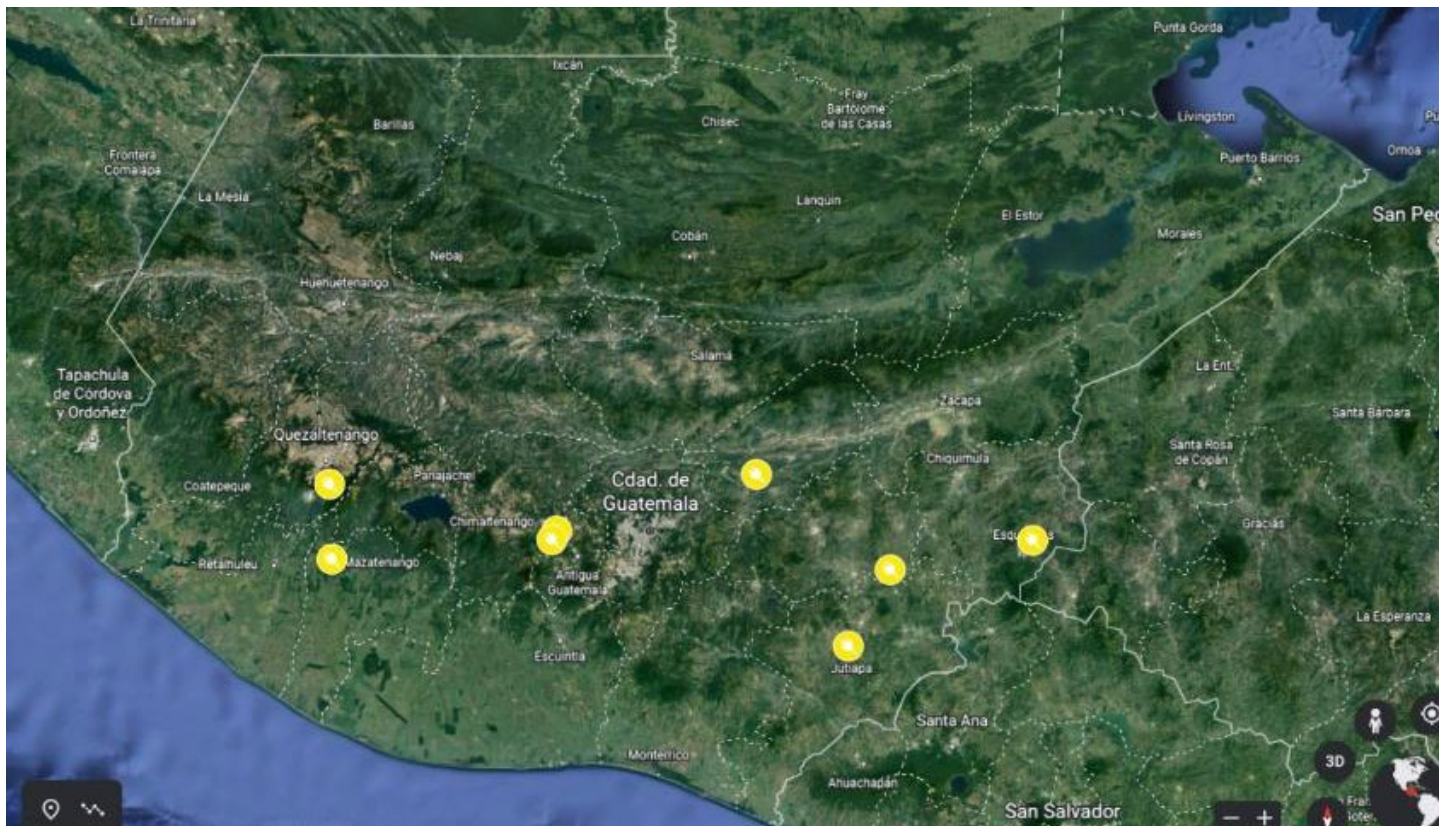 La Trinitaria
Punta Gorda
Ixcán
Fray
Bartolome
de las Casas
Chisec
Barillas
Livingston
Frontera
Comalapa
Puerto Barrios
Omoa
La Mesia
Lanquin
El Estor
San Ped
Cobán
Morales
Nebaj
Huehuetenango
Salamá
La Ent.
Tapachula
de Córdova
y Ordoñez
Zacapa
Santa Bárbara
Quezaltenango
Santa Rosa
de Copán
Chiquimula
Panajachel
Cdad. de
Guatemala
Coatepeque
Chimaltenango
Gracias
Retalhuleu
Mazatenango
Antigua
Guatemala
La Esperanza
Escuintla
Jutiapa
Santa Ana
Monterrico
3D
Ahuachapán
San Salvador